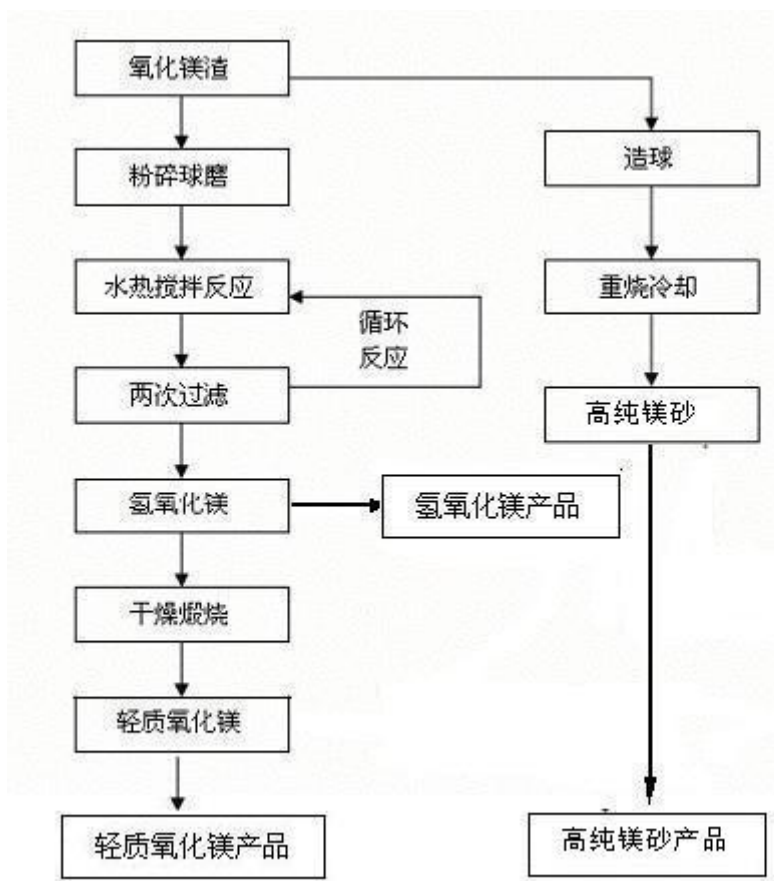 氧化镁渣
粉碎球磨
造球
水热搅拌反应
重烧冷却
循环
反应
两次过滤
高纯镁砂
氢氧化镁
氢氧化镁产品
干燥煅烧
轻质氧化镁
轻质氧化镁产品
高纯镁砂产品